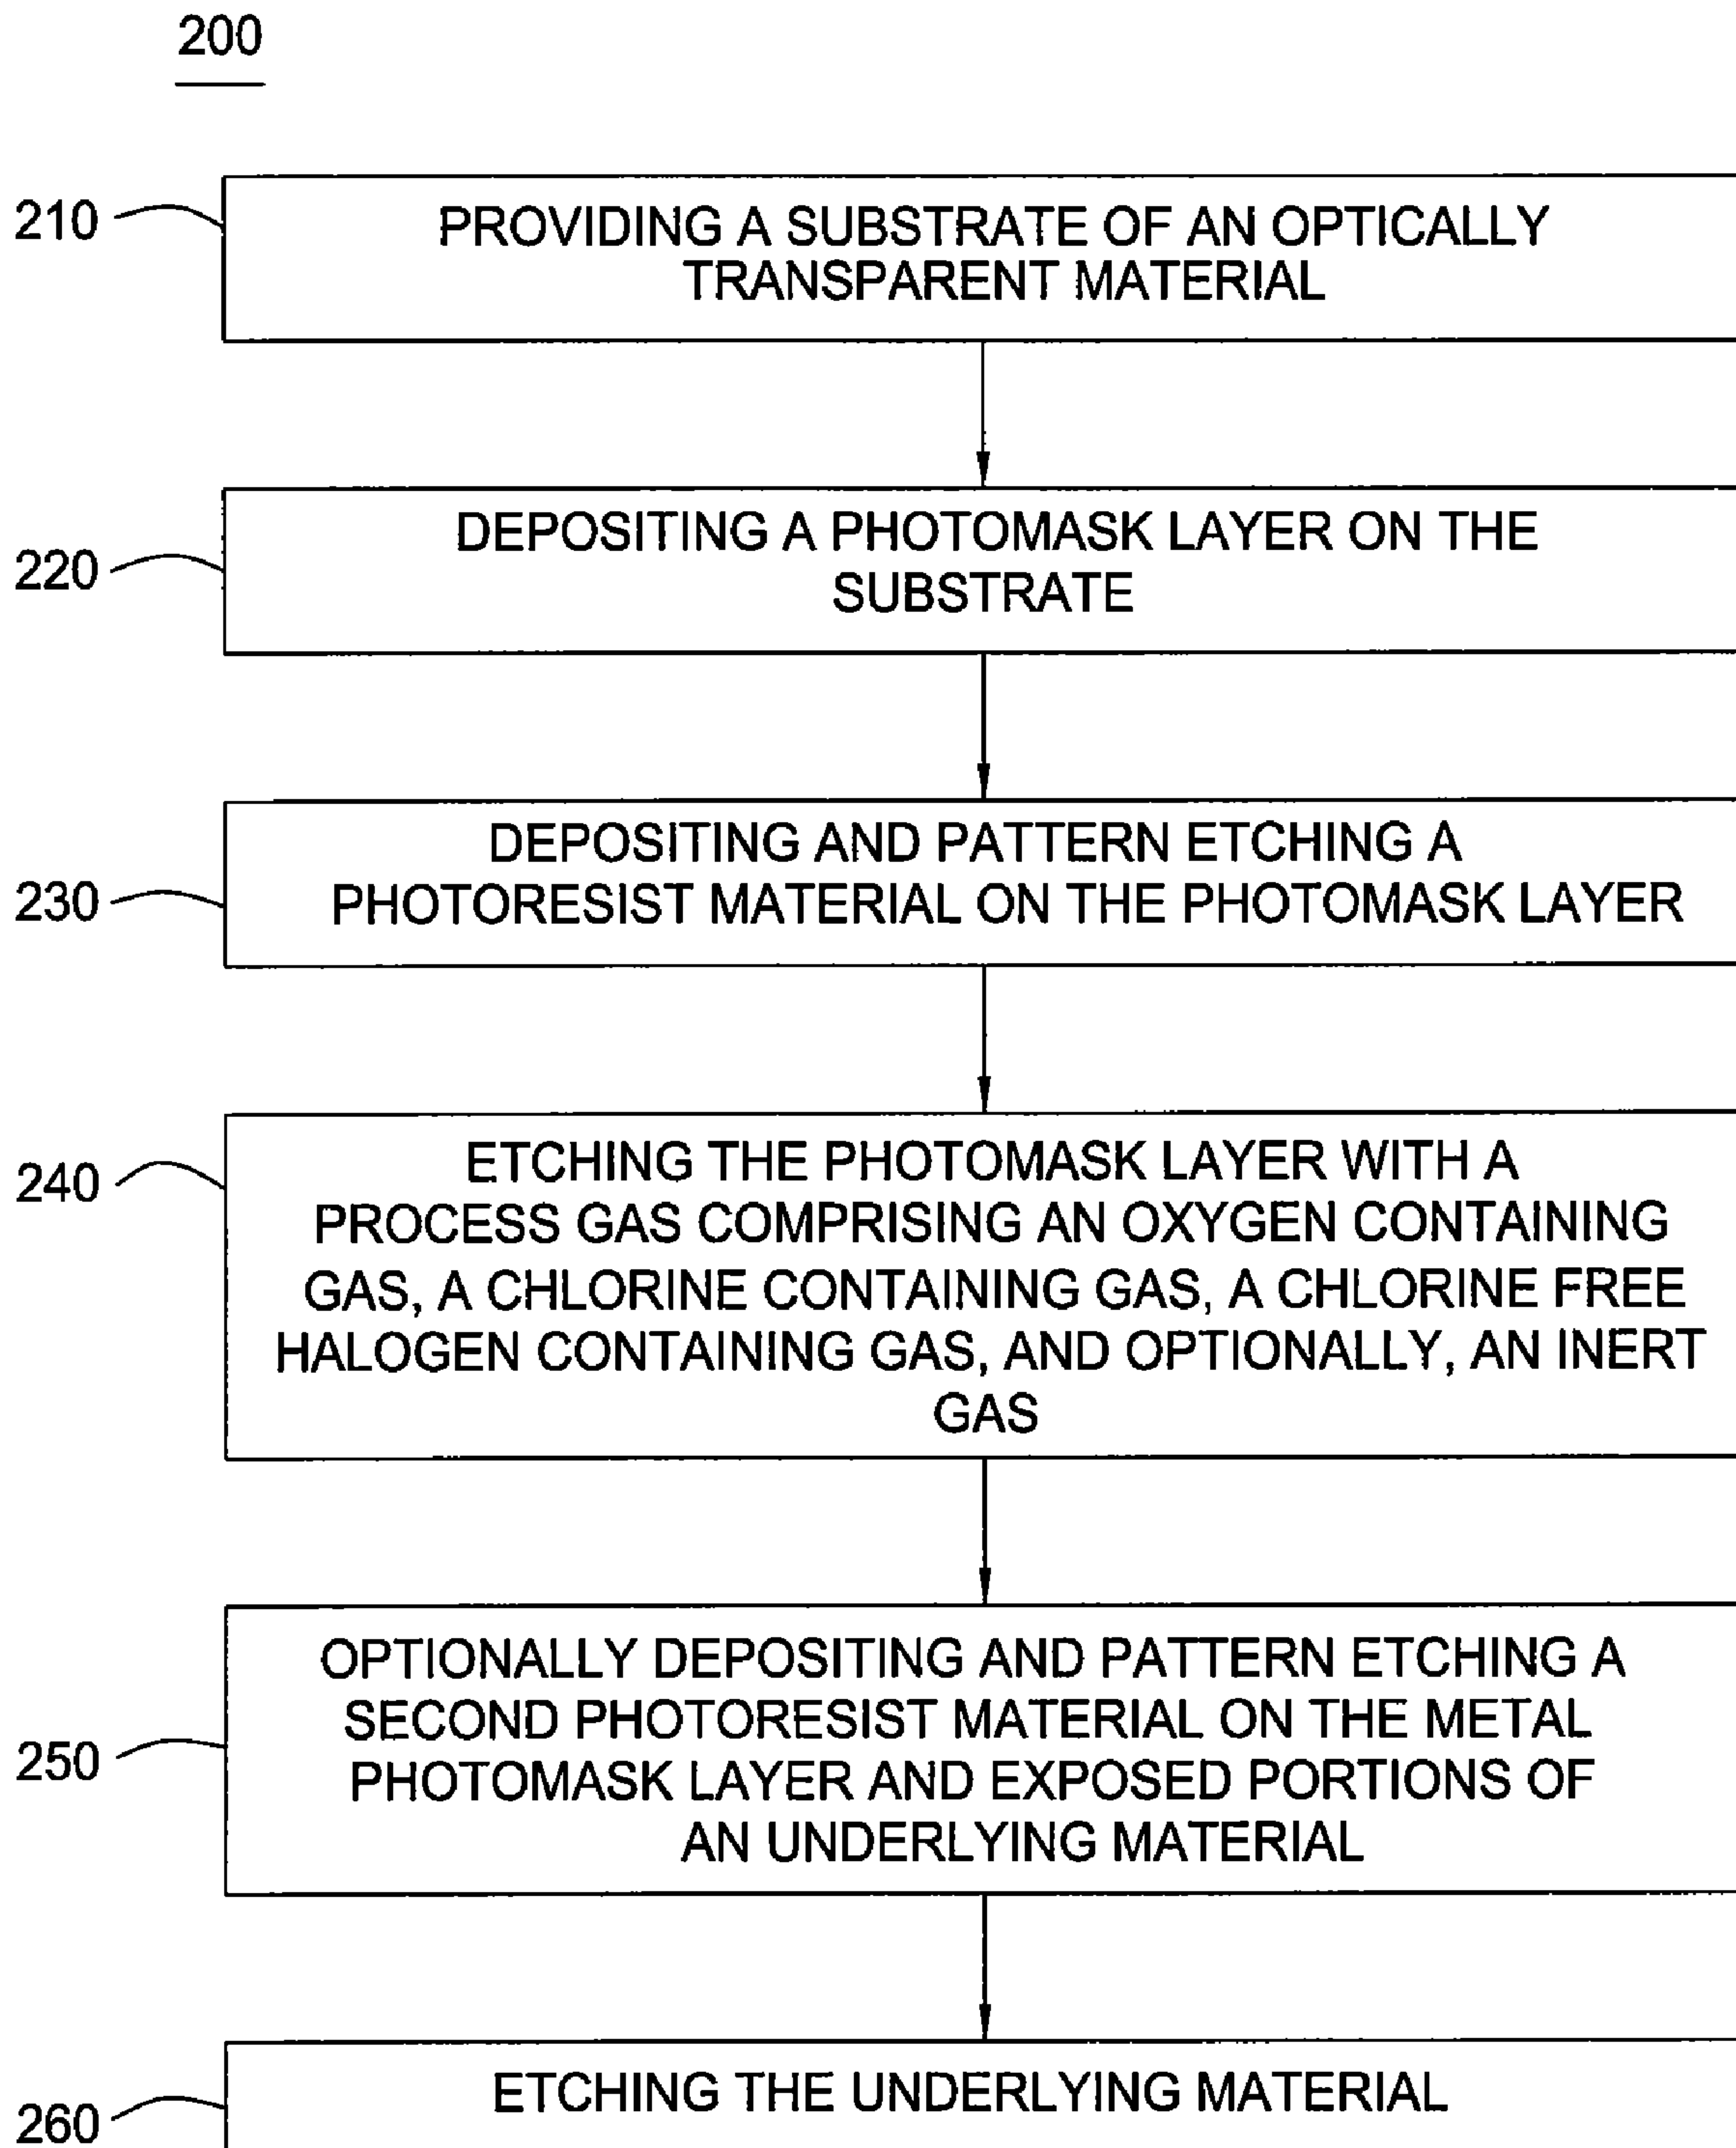 200
210
PROVIDING A SUBSTRATE OF AN OPTICALLY
TRANSPARENT MATERIAL
220
DEPOSITING A PHOTOMASK LAYER ON THE
SUBSTRATE
230
DEPOSITING AND PATTERN ETCHING A
PHOTORESIST MATERIAL ON THE PHOTOMASK LAYER
240
ETCHING THE PHOTOMASK LAYER WITH A
PROCESS GAS COMPRISING AN OXYGEN CONTAINING
GAS, A CHLORINE CONTAINING GAS, A CHLORINE FREE
HALOGEN CONTAINING GAS, AND OPTIONALLY, AN INERT
GAS
250
OPTIONALLY DEPOSITING AND PATTERN ETCHING A
SECOND PHOTORESIST MATERIAL ON THE METAL
PHOTOMASK LAYER AND EXPOSED PORTIONS OF
AN UNDERLYING MATERIAL
260
ETCHING THE UNDERLYING MATERIAL